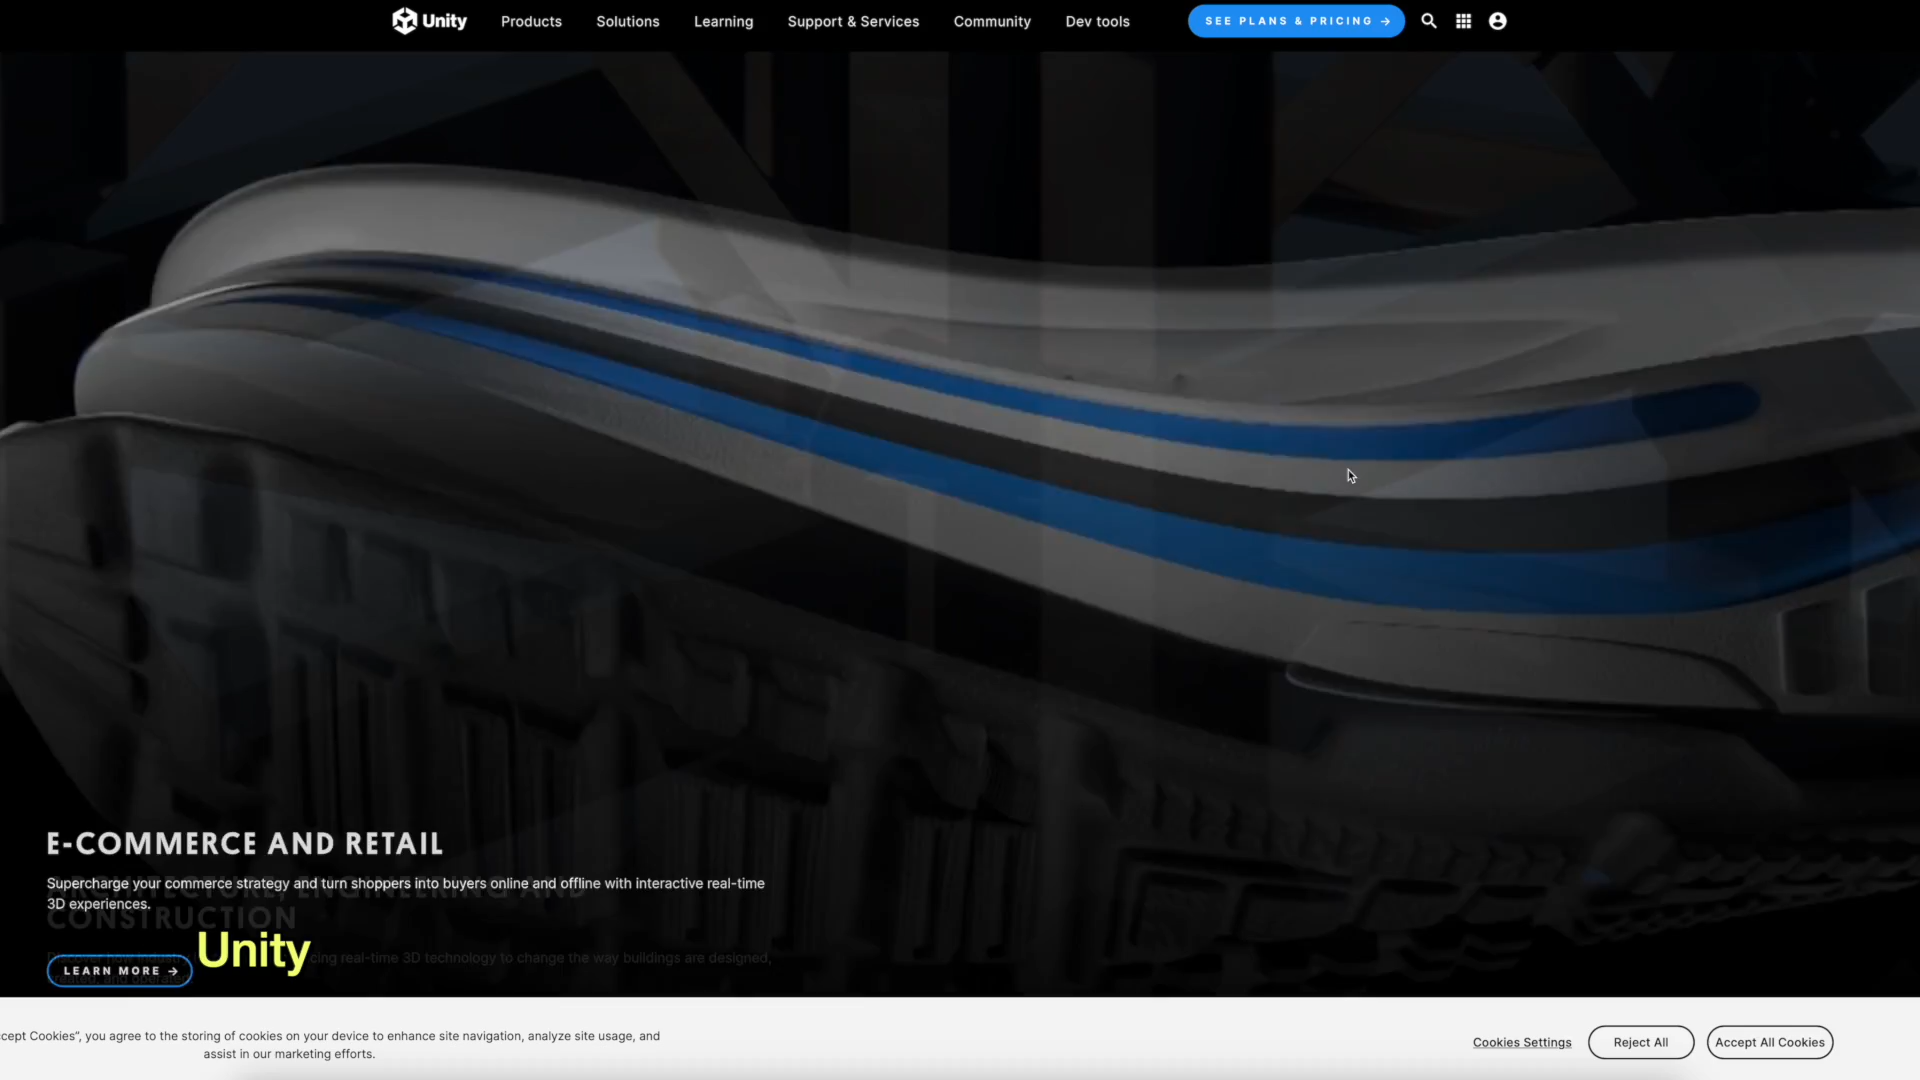 Unity
Products
Solutions
Learning
Support & Services
Community
Dev tools
SEE PLANS & PRICING →
E-COMMERCE AND RETAIL
Supercharge your commerce strategy and turn shoppers into buyers online and offline with interactive real-time
3D experiences.
ARCHITECTURE, ENGINEERING AND
CONSTRUCTION
Unity
cing real-time 3D technology to change the way buildings are designed,
LEARN MORE →
cept Cookies”, you agree to the storing of cookies on your device to enhance site navigation, analyze site usage, and
assist in our marketing efforts.
Cookies Settings
Reject All
Accept All Cookies